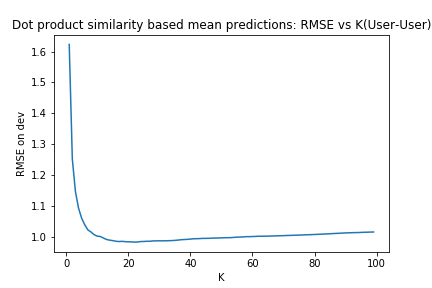 Dot product similarity based mean predictions: RMSE vs K(User-User)
1.6
1.5
1.4
1.3
1.2
1.1
1.0
RMSE on dev
0 20 40 60 80 100
K